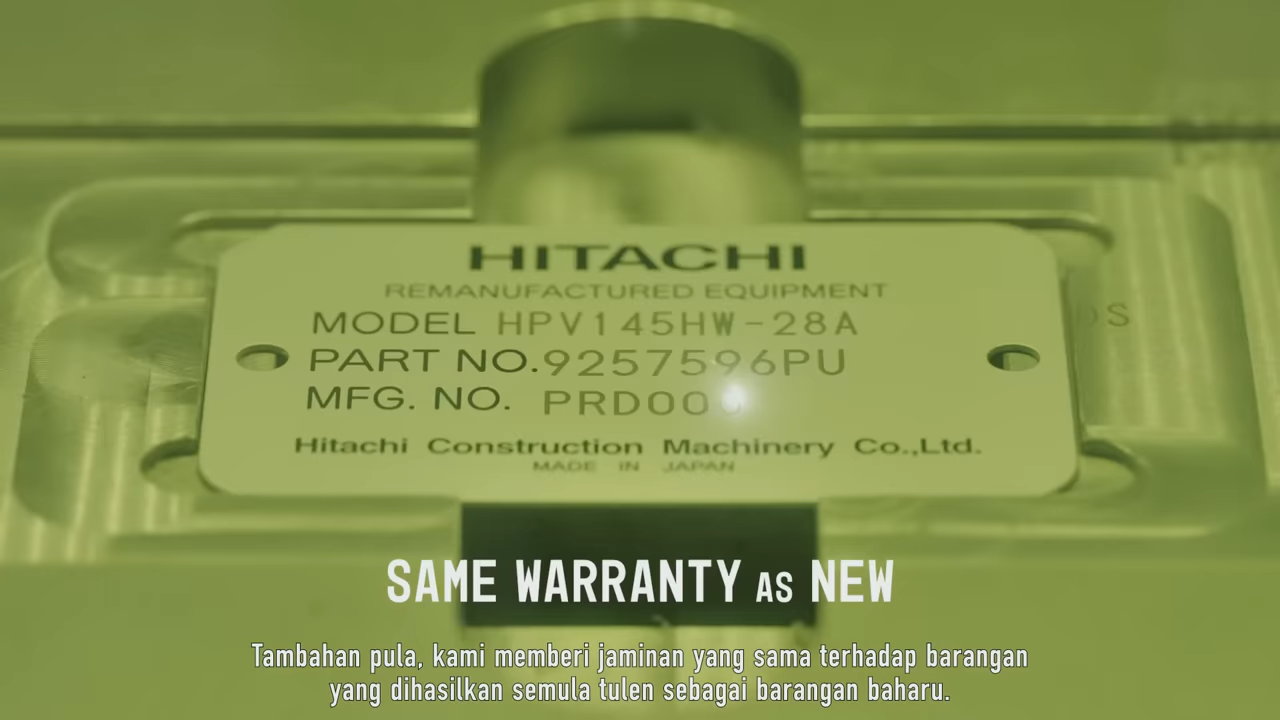 HITACHI
REMANUFACTURED EQUIPMENT
MODEL HPV145HW-28A
PART NO.9257596PU
MFG. NO.
Hitachi Construction Machinery Co.,Ltd.
MADE IN JAPAN
SAME WARRANTY AS NEW
Tambahan pula, kami memberi jaminan yang sama terhadap barangan
yang dihasilkan semula tulen sebagai barangan baharu.